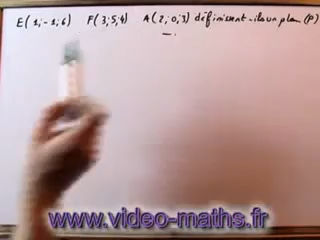 E(1;-1;6) F(3;5;4) A(2;0;3) définissent-ils un plan (P)
www.video-maths.fr